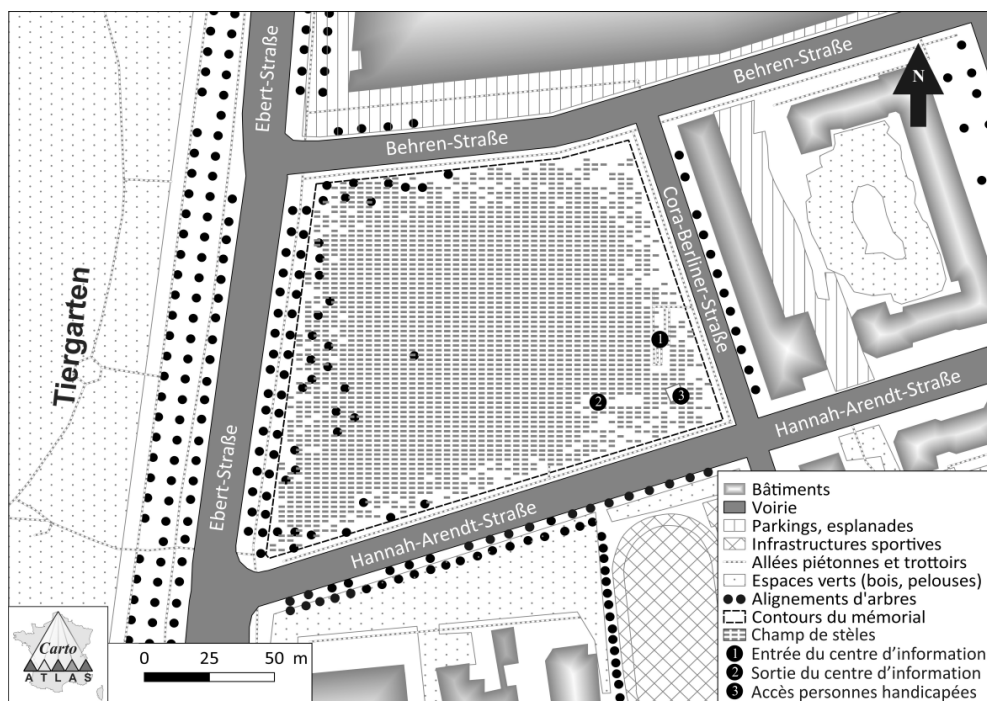 Ebert-Straße
Behren-Straße
N
Behren-Straße
Cora-Berliner-Straße
Tiergarten
1
2
3
Hannah-Arendt-Straße
Ebert-Straße
Hannah-Arendt-Straße
Bâtiments
Voirie
Parkings, esplanades
Infrastructures sportives
Allées piétonnes et trottoirs
Espaces verts (bois, pelouses)
Alignements d'arbres
Contours du mémorial
Champ de stèles
1 Entrée du centre d'information
2 Sortie du centre d'information
3 Accès personnes handicapées
Carto
ATLAS
0 25 50 m